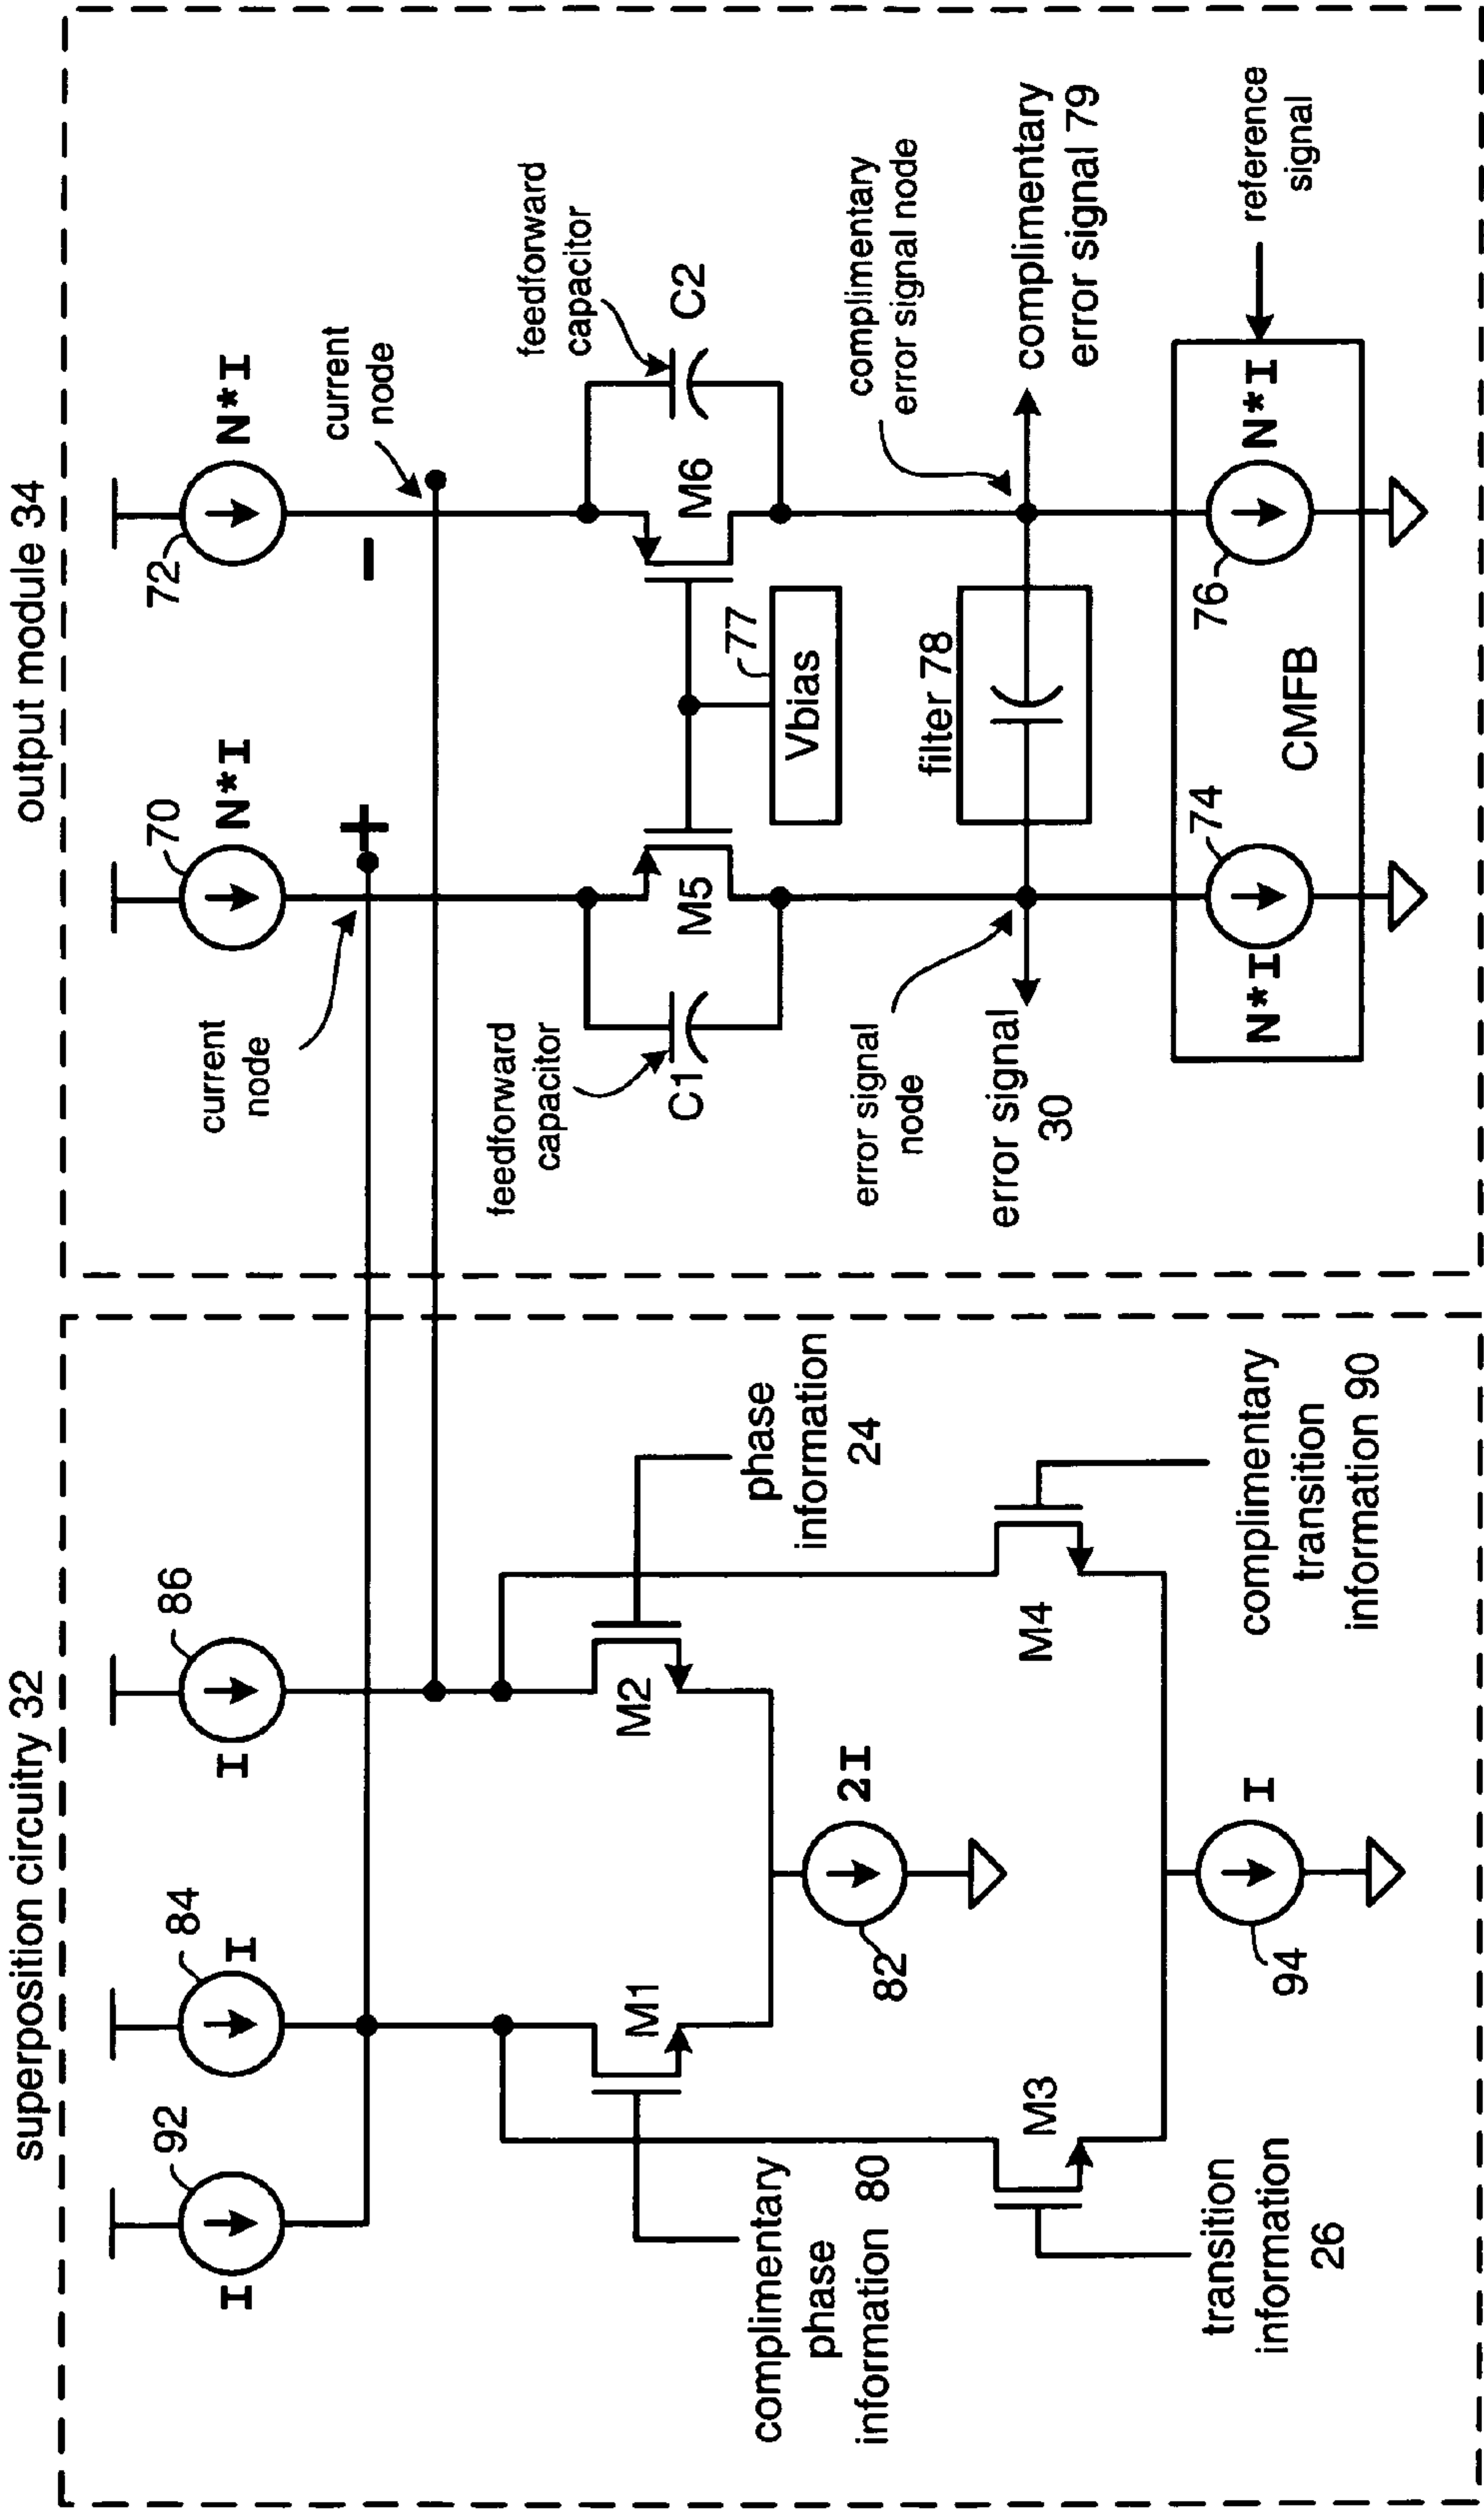 superposition circuitry 32
92
I
84
I
86
I
M1
M2
complimentary
phase
information 80
phase
information
24
82
2I
M3
M4
transition
information
26
94
I
complimentary
transition
information 90
output module 34
70
N*I
72
N*I
current
node
+
-
current
node
feedforward
capacitor
C1
M5
M6
feedforward
capacitor
C2
77
Vbias
error signal
node
filter 78
complimentary
error signal node
error signal
30
complimentary
error signal 79
N*I
74
CMFB
76
N*I
reference
signal